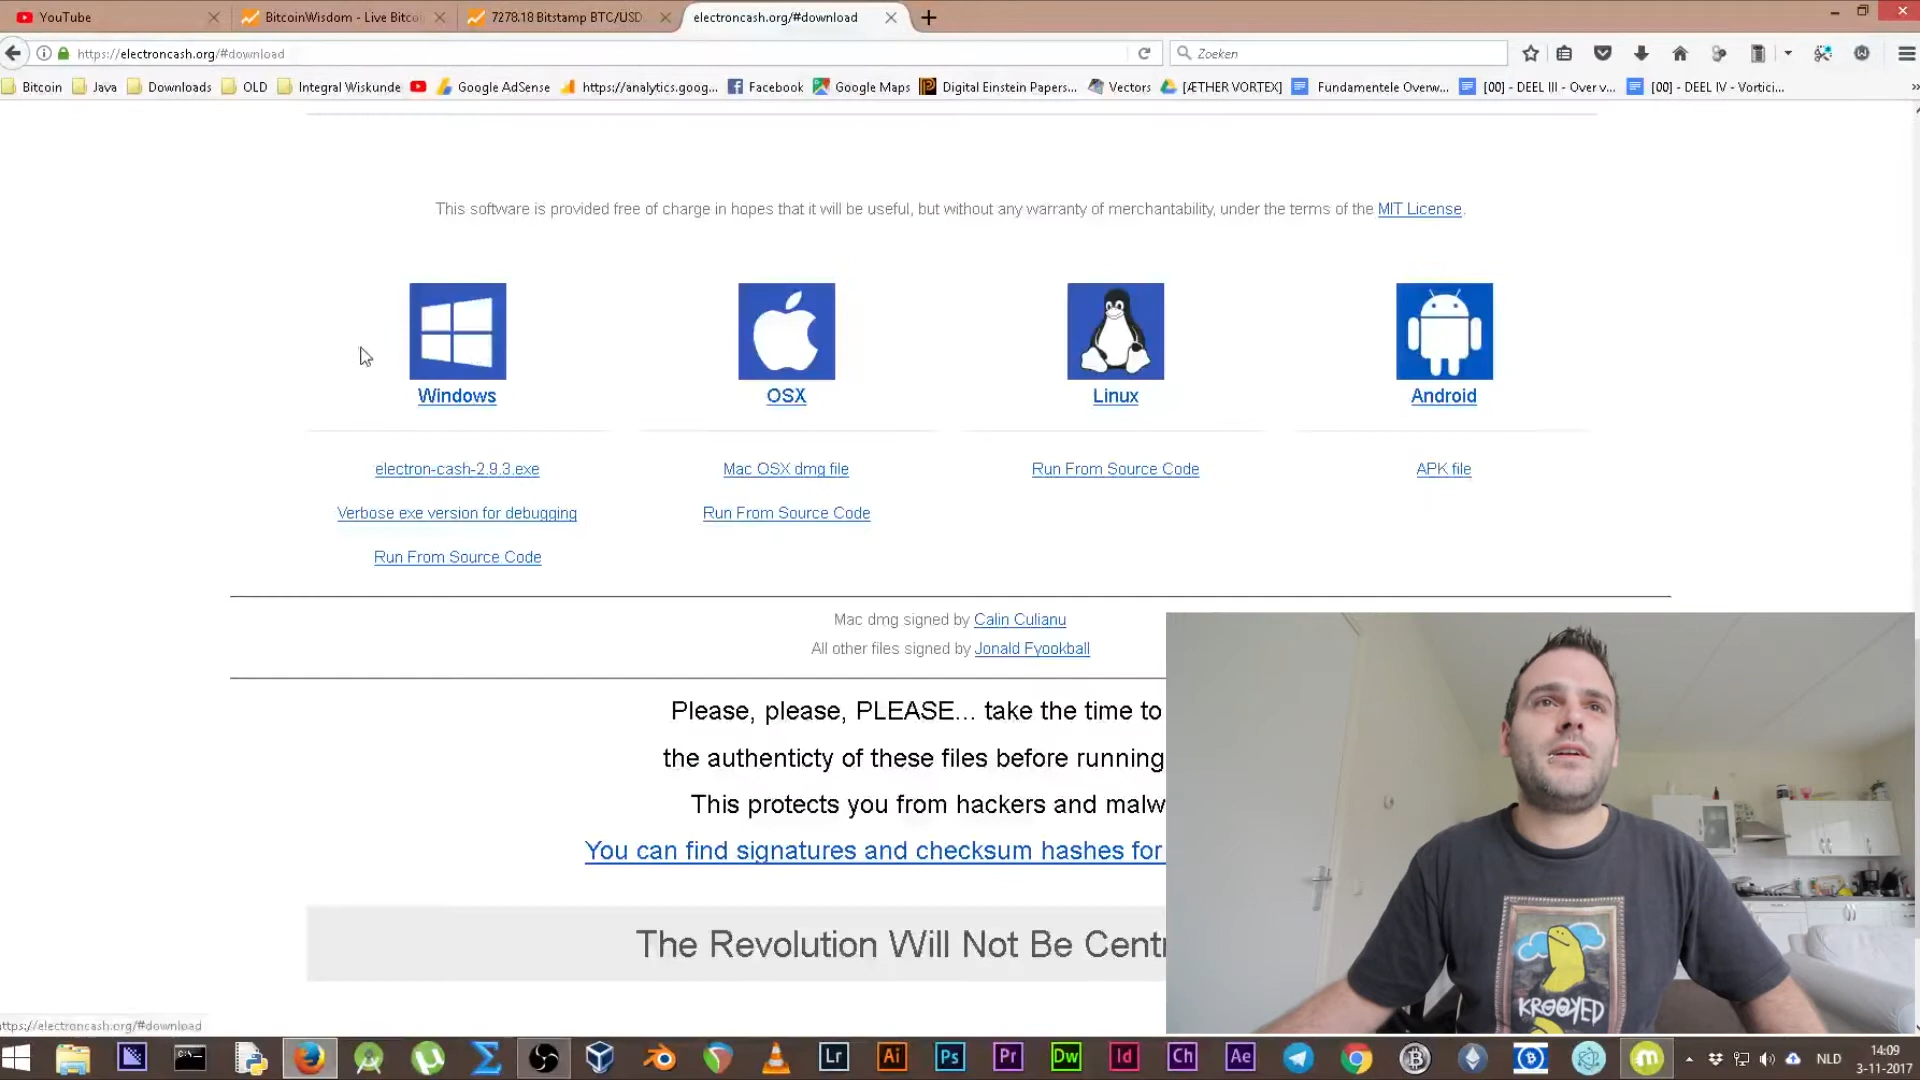 YouTube
BitcoinWisdom - Live Bitco
7278.18 Bitstamp BTC/USD
electroncash.org/#download
https://electroncash.org/#download
Zoeken
Bitcoin
Java
Downloads
OLD
Integral Wiskunde
Google AdSense
https://analytics.goog...
Facebook
Google Maps
Digital Einstein Papers...
Vectors
[ÆTHER VORTEX]
Fundamentele Overw...
[00] - DEEL III - Over v...
[00] - DEEL IV - Vortici...
This software is provided free of charge in hopes that it will be useful, but without any warranty of merchantability, under the terms of the MIT License.
Windows
OSX
Linux
Android
electron-cash-2.9.3.exe
Mac OSX dmg file
Run From Source Code
APK file
Verbose exe version for debugging
Run From Source Code
Run From Source Code
Mac dmg signed by Calin Culianu
All other files signed by Jonald Fyookball
Please, please, PLEASE... take the time to
the authenticty of these files before running
This protects you from hackers and malw
You can find signatures and checksum hashes for
KROOKED
The Revolution Will Not Be Centr
https://electroncash.org/#download
Lr
Ai
Ps
Pr
Dw
Id
Ch
Ae
NLD
14:09
3-11-2017